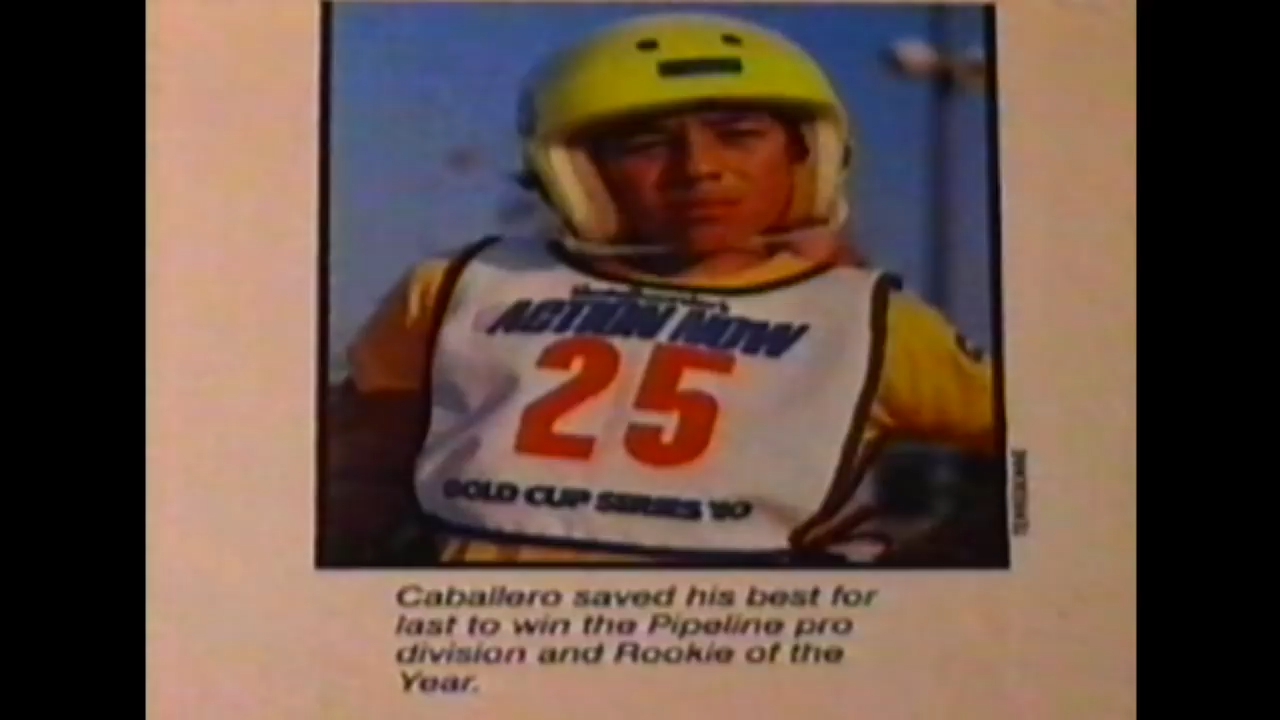 ACTION NOW
25
GOLD CUP SERIES '80
Caballero saved his best for
last to win the Pipeline pro
division and Rookie of the
Year.